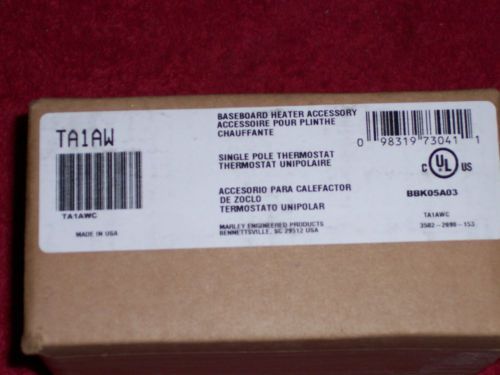 TA1AW
TA1AWC
MADE IN USA
BASEBOARD HEATER ACCESSORY
ACCESSOIRE POUR PLINTHE
CHAUFFANTE
SINGLE POLE THERMOSTAT
THERMOSTAT UNIPOLAIRE
ACCESORIO PARA CALEFACTOR
DE ZOCLO
TERMOSTATO UNIPOLAR
MARLEY ENGINEERED PRODUCTS
BENNETTSVILLE, SC 29512 USA
0 98319 73041 1
C UL US
BBK05A03
TA1AWC
3502-2090-153